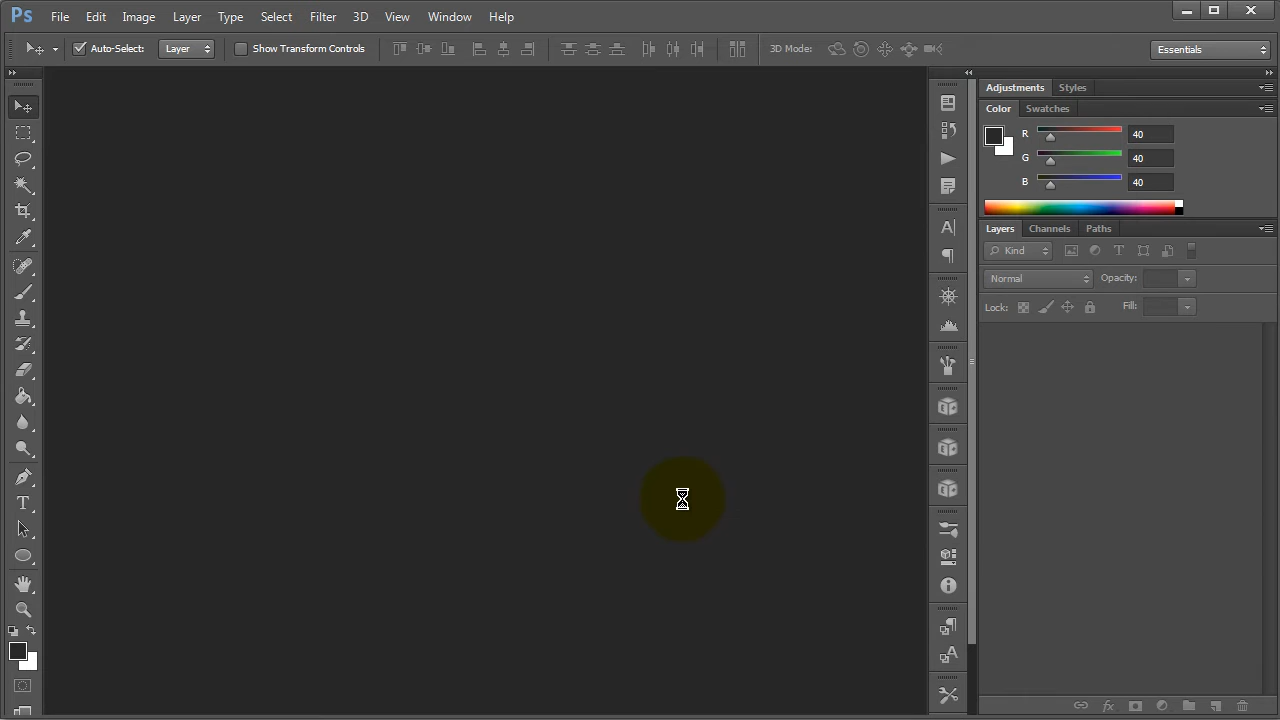 Ps File Edit Image Layer Type Select Filter 3D View Window Help
Auto-Select: Layer Show Transform Controls 3D Mode: Essentials
Adjustments Styles
Color Swatches
R 40
G 40
B 40
Layers Channels Paths
Kind T
Normal Opacity:
Lock: Fill:
A
T
A
fx